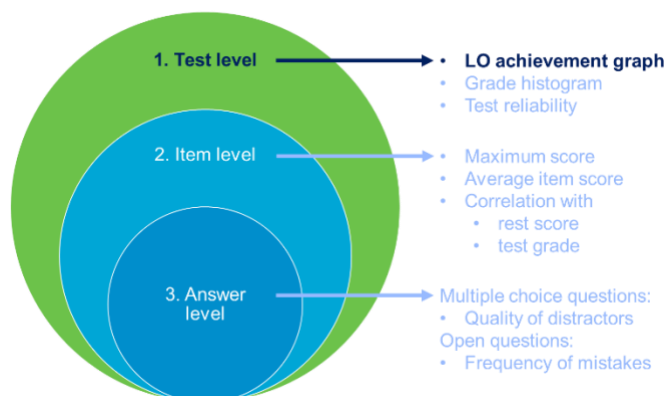 1. Test level
• LO achievement graph
• Grade histogram
• Test reliability
2. Item level
• Maximum score
• Average item score
• Correlation with
• rest score
• test grade
3. Answer
level
Multiple choice questions:
• Quality of distractors
Open questions:
• Frequency of mistakes